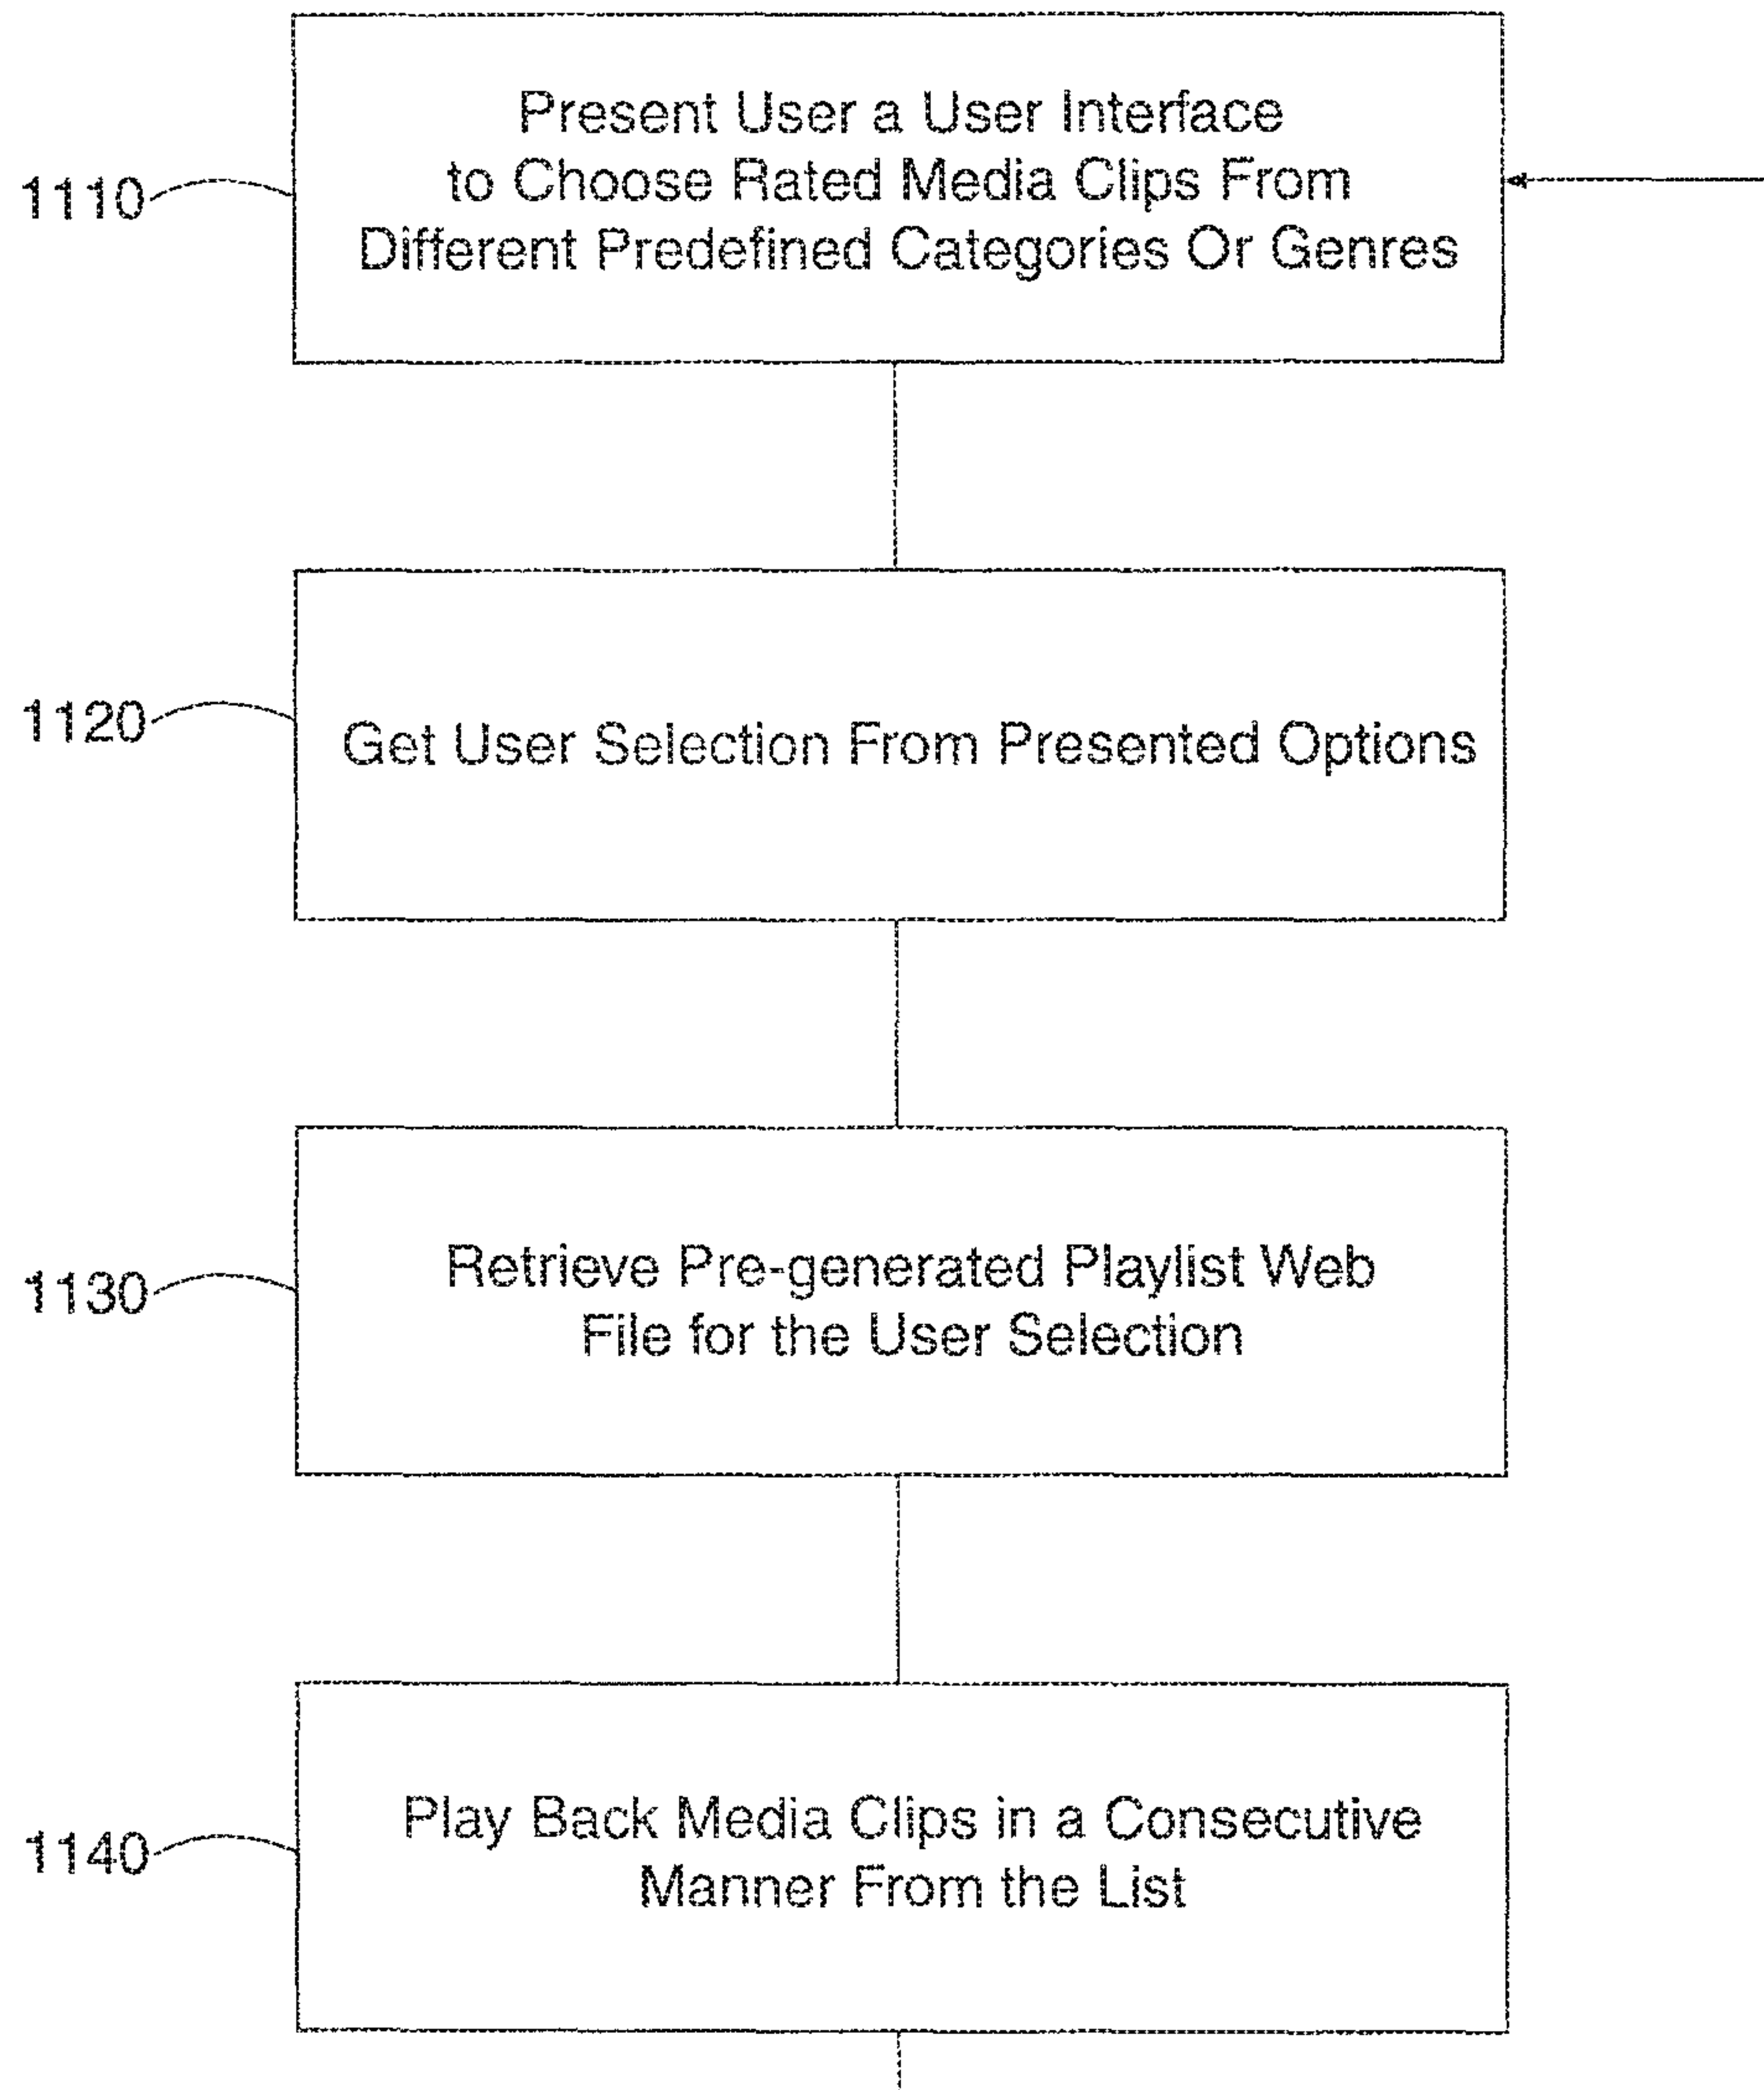 Present User a User Interface
to Choose Rated Media Clips From
Different Predefined Categories Or Genres
1110
1120
Get User Selection From Presented Options
Retrieve Pre-generated Playlist Web
File for the User Selection
1130
Play Back Media Clips in a Consecutive
Manner From the List
1140